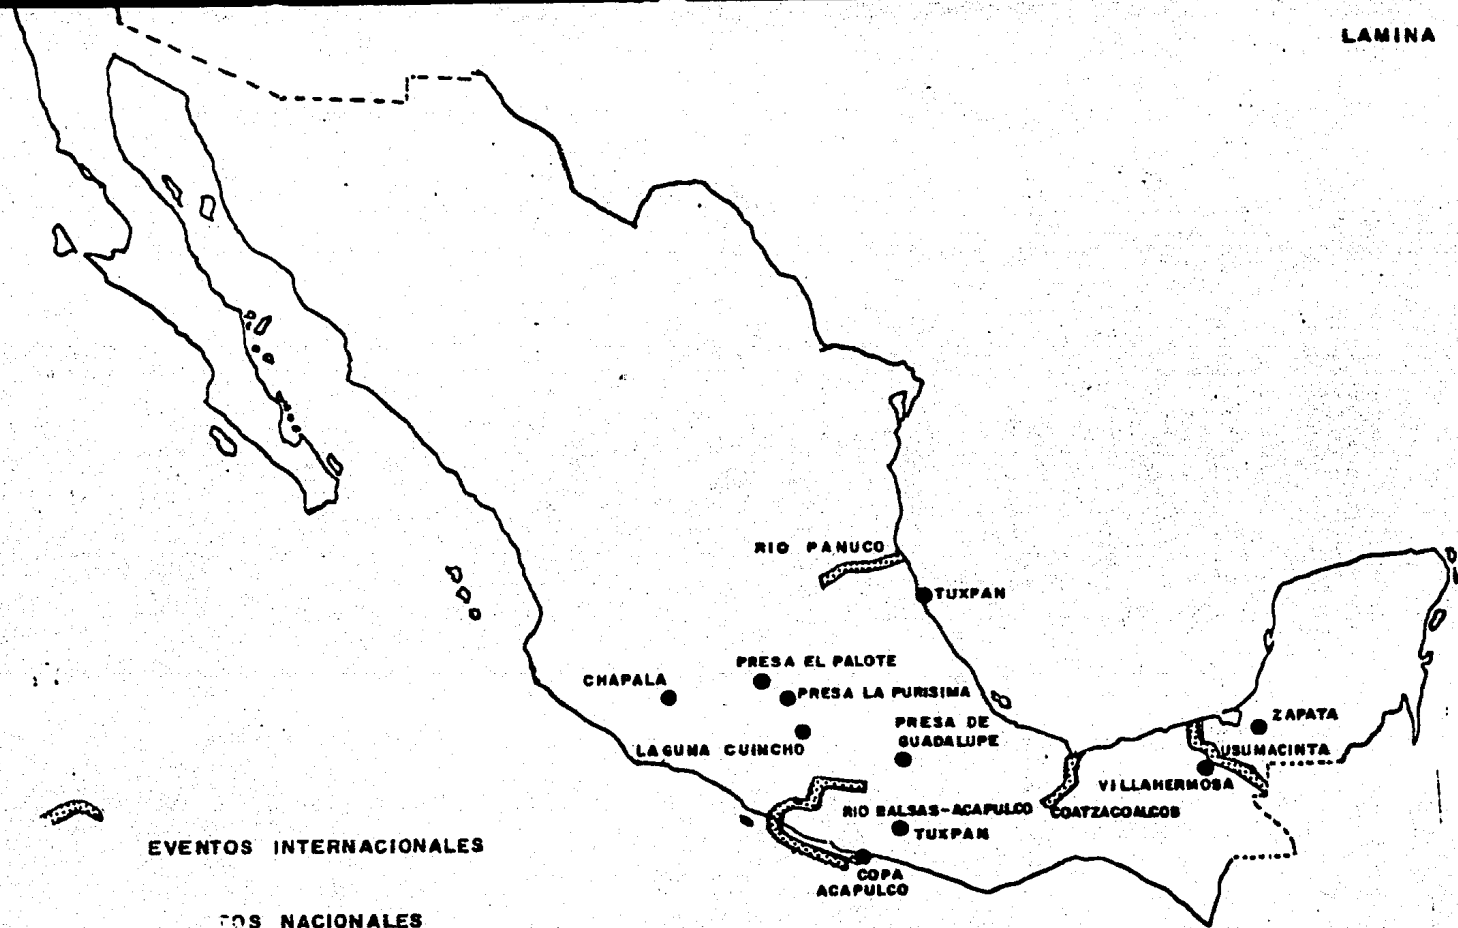 LAMINA
RIO PANUCO
TUXPAN
PRESA EL PALOTE
CHAPALA
PRESA LA PURISIMA
ZAPATA
PRESA DE
GUADALUPE
LAGUNA CUINCHO
USUMACINTA
VILLAHERMOSA
RIO BALSAS-ACAPULCO
COATZACOALCOS
TUXPAN
EVENTOS INTERNACIONALES
COPA
ACAPULCO
NACIONALES